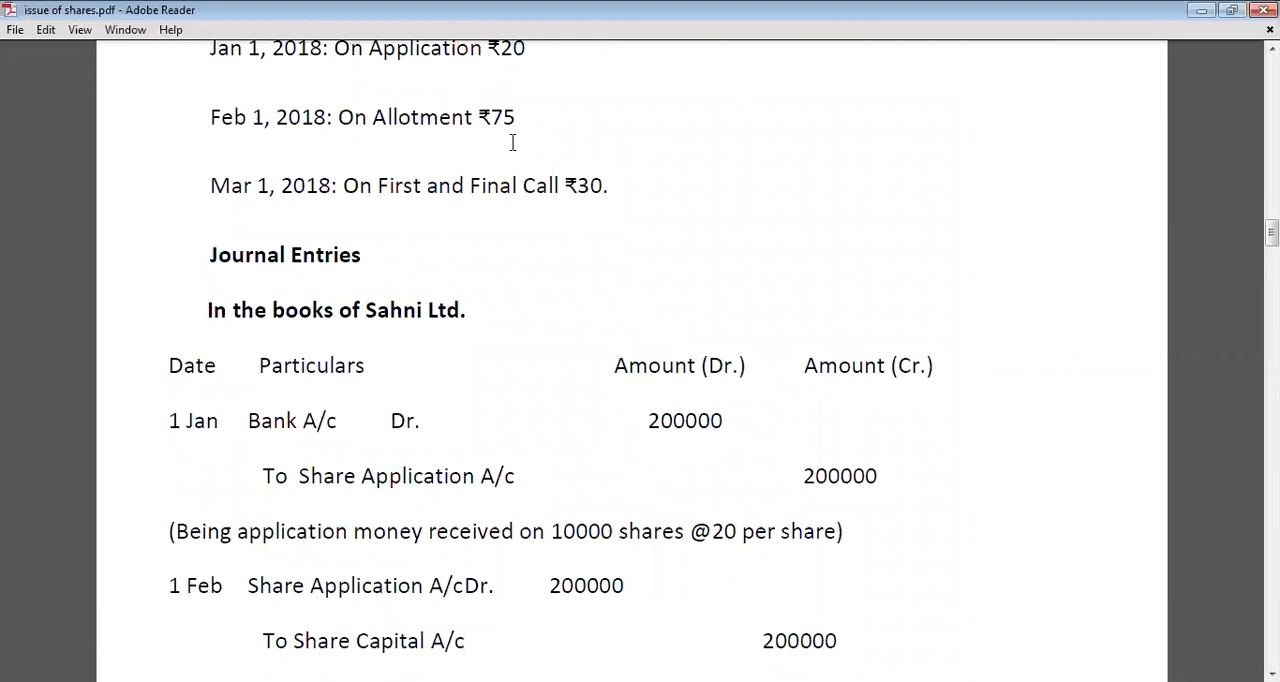 issue of shares.pdf - Adobe Reader
File Edit View Window Help
Jan 1, 2018: On Application ₹20
Feb 1, 2018: On Allotment ₹75
Mar 1, 2018: On First and Final Call ₹30.
Journal Entries
In the books of Sahni Ltd.
Date Particulars Amount (Dr.) Amount (Cr.)
1 Jan Bank A/c Dr. 200000
To Share Application A/c 200000
(Being application money received on 10000 shares @20 per share)
1 Feb Share Application A/cDr. 200000
To Share Capital A/c 200000